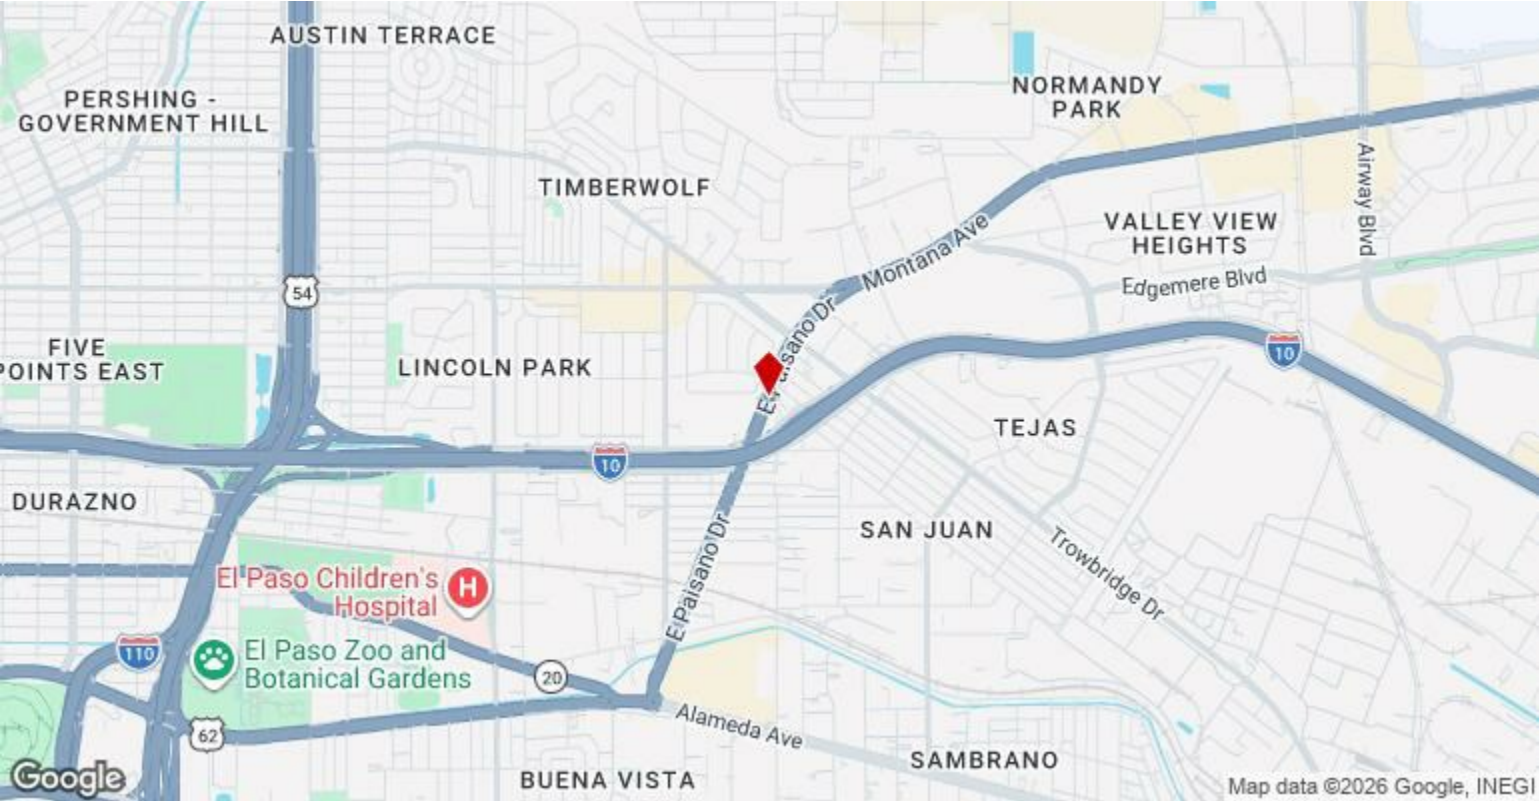 AUSTIN TERRACE
PERSHING -
GOVERNMENT HILL
NORMANDY
PARK
Airway Blvd
TIMBERWOLF
VALLEY VIEW
HEIGHTS
Montana Ave
Edgemere Blvd
54
E Paisano Dr
FIVE
POINTS EAST
LINCOLN PARK
10
TEJAS
10
DURAZNO
SAN JUAN
E Paisano Dr
Trowbridge Dr
El Paso Children's
Hospital
H
110
El Paso Zoo and
Botanical Gardens
20
62
Alameda Ave
SAMBRANO
BUENA VISTA
Google
Map data ©2026 Google, INEGI